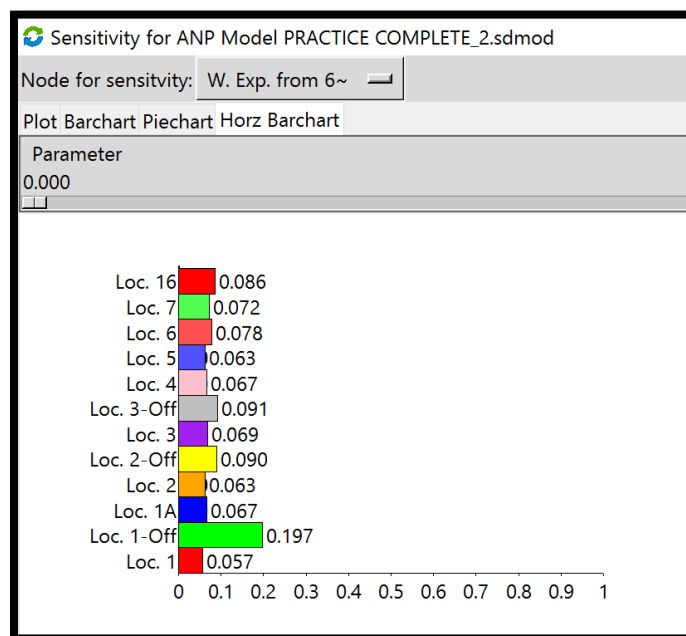 Sensitivity for ANP Model PRACTICE COMPLETE_2.sdmod
Node for sensitvity: W. Exp. from 6~
Plot Barchart Piechart Horz Barchart
Parameter
0.000
Loc. 16 0.086
Loc. 7 0.072
Loc. 6 0.078
Loc. 5 0.063
Loc. 4 0.067
Loc. 3-Off 0.091
Loc. 3 0.069
Loc. 2-Off 0.090
Loc. 2 0.063
Loc. 1A 0.067
Loc. 1-Off 0.197
Loc. 1 0.057
0 0.1 0.2 0.3 0.4 0.5 0.6 0.7 0.8 0.9 1